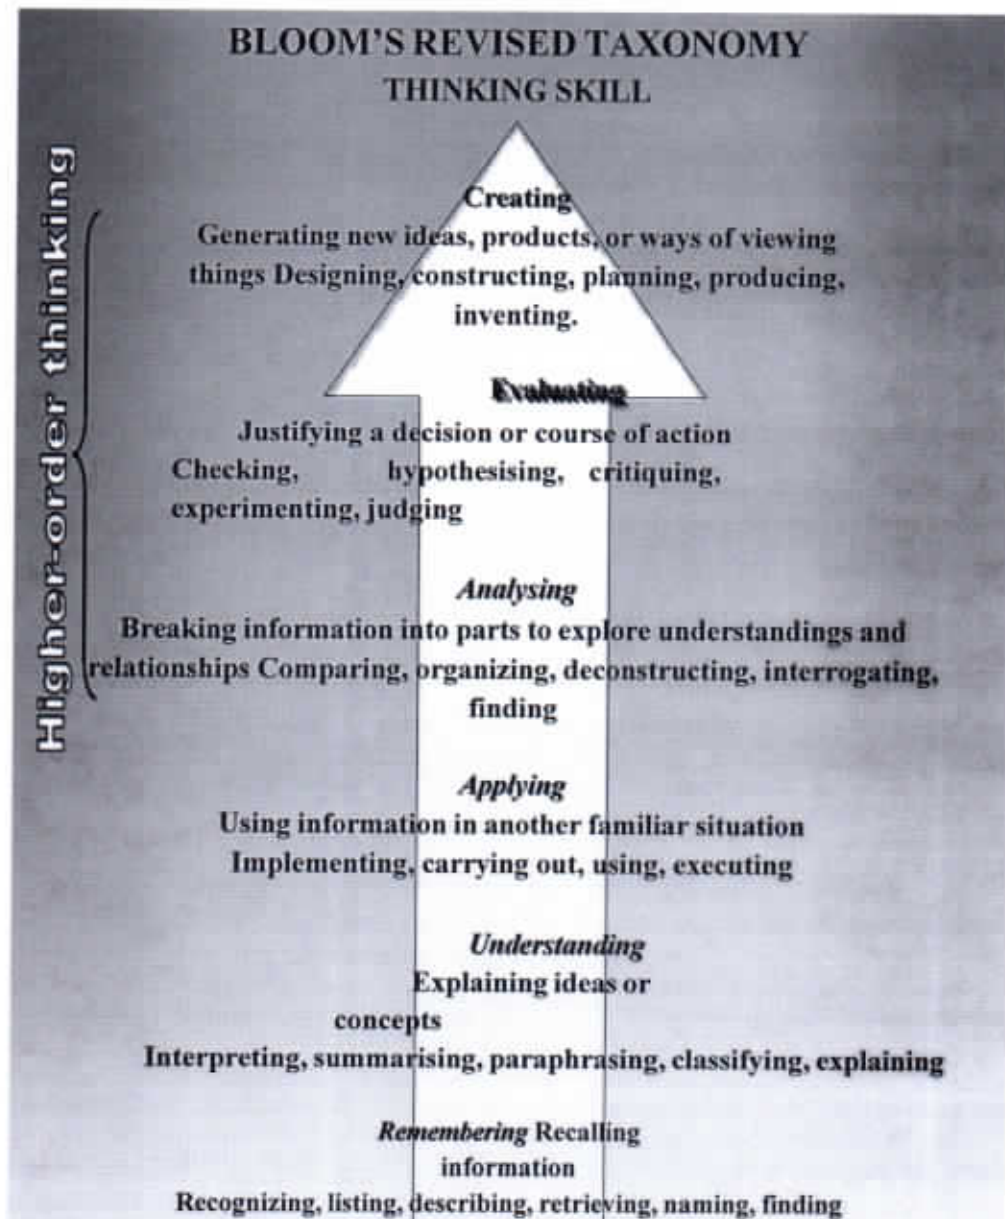 BLOOM'S REVISED TAXONOMY
THINKING SKILL
Higher-order thinking
Creating
Generating new ideas, products, or ways of viewing
things Designing, constructing, planning, producing,
inventing.
Evaluating
Justifying a decision or course of action
Checking, hypothesising, critiquing,
experimenting, judging
Analysing
Breaking information into parts to explore understandings and
relationships Comparing, organizing, deconstructing, interrogating,
finding
Applying
Using information in another familiar situation
Implementing, carrying out, using, executing
Understanding
Explaining ideas or
concepts
Interpreting, summarising, paraphrasing, classifying, explaining
Remembering Recalling
information
Recognizing, listing, describing, retrieving, naming, finding